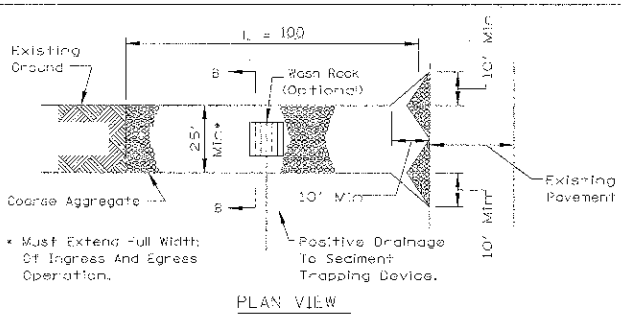 L = 100
Existing
Ground
B
Wash Rack
(Optional)
10' Min
25'
Min*
Coarse Aggregate
B
10' Min
Existing
Pavement
10' Min
* Must Extend Full Width
Of Ingress And Egress
Operation.
Positive Drainage
To Sediment
Trapping Device.
PLAN VIEW